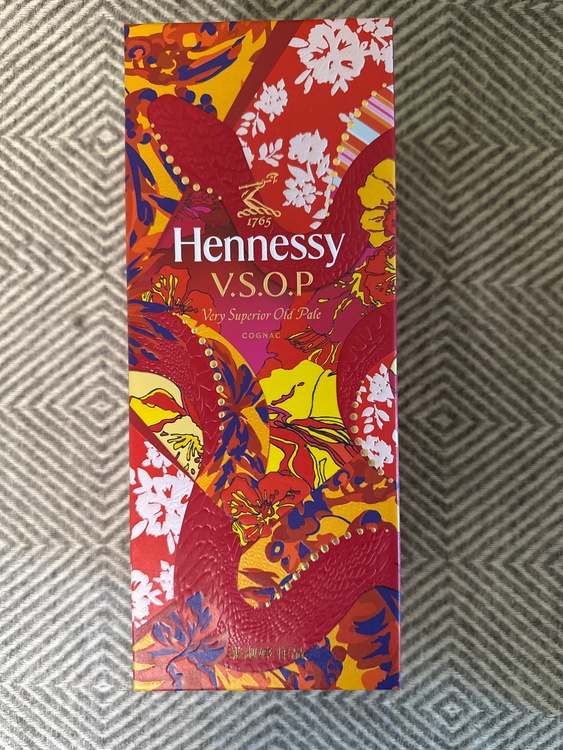 1765
Hennessy
V.S.O.P
Very Superior Old Pale
COGNAC